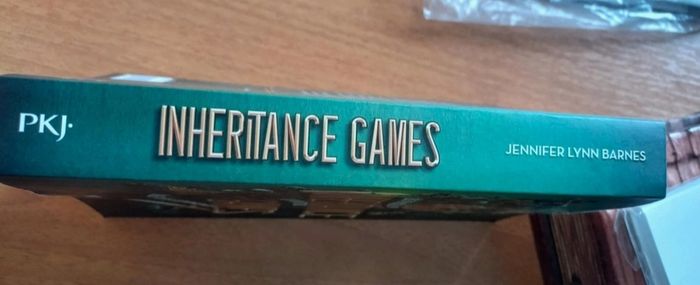 PKJ·
INHERITANCE GAMES
JENNIFER LYNN BARNES